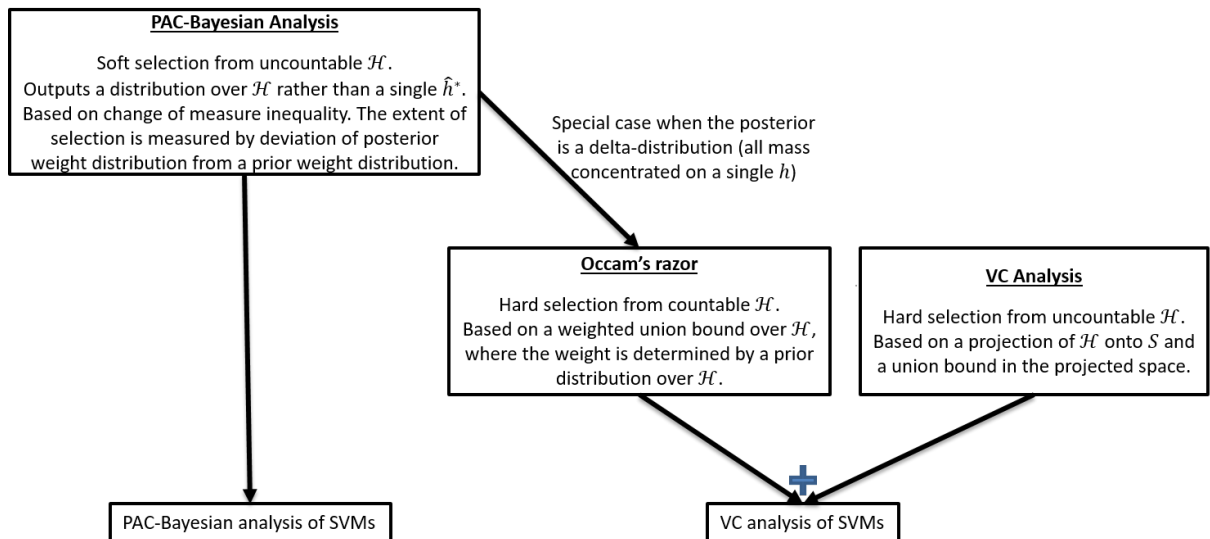 PAC-Bayesian Analysis
Soft selection from uncountable ℋ.
Outputs a distribution over ℋ rather than a single ĥ*.
Based on change of measure inequality. The extent of
selection is measured by deviation of posterior
weight distribution from a prior weight distribution.
Special case when the posterior
is a delta-distribution (all mass
concentrated on a single h)
Occam's razor
Hard selection from countable ℋ.
Based on a weighted union bound over ℋ,
where the weight is determined by a prior
distribution over ℋ.
VC Analysis
Hard selection from uncountable ℋ.
Based on a projection of ℋ onto S and
a union bound in the projected space.
PAC-Bayesian analysis of SVMs
VC analysis of SVMs